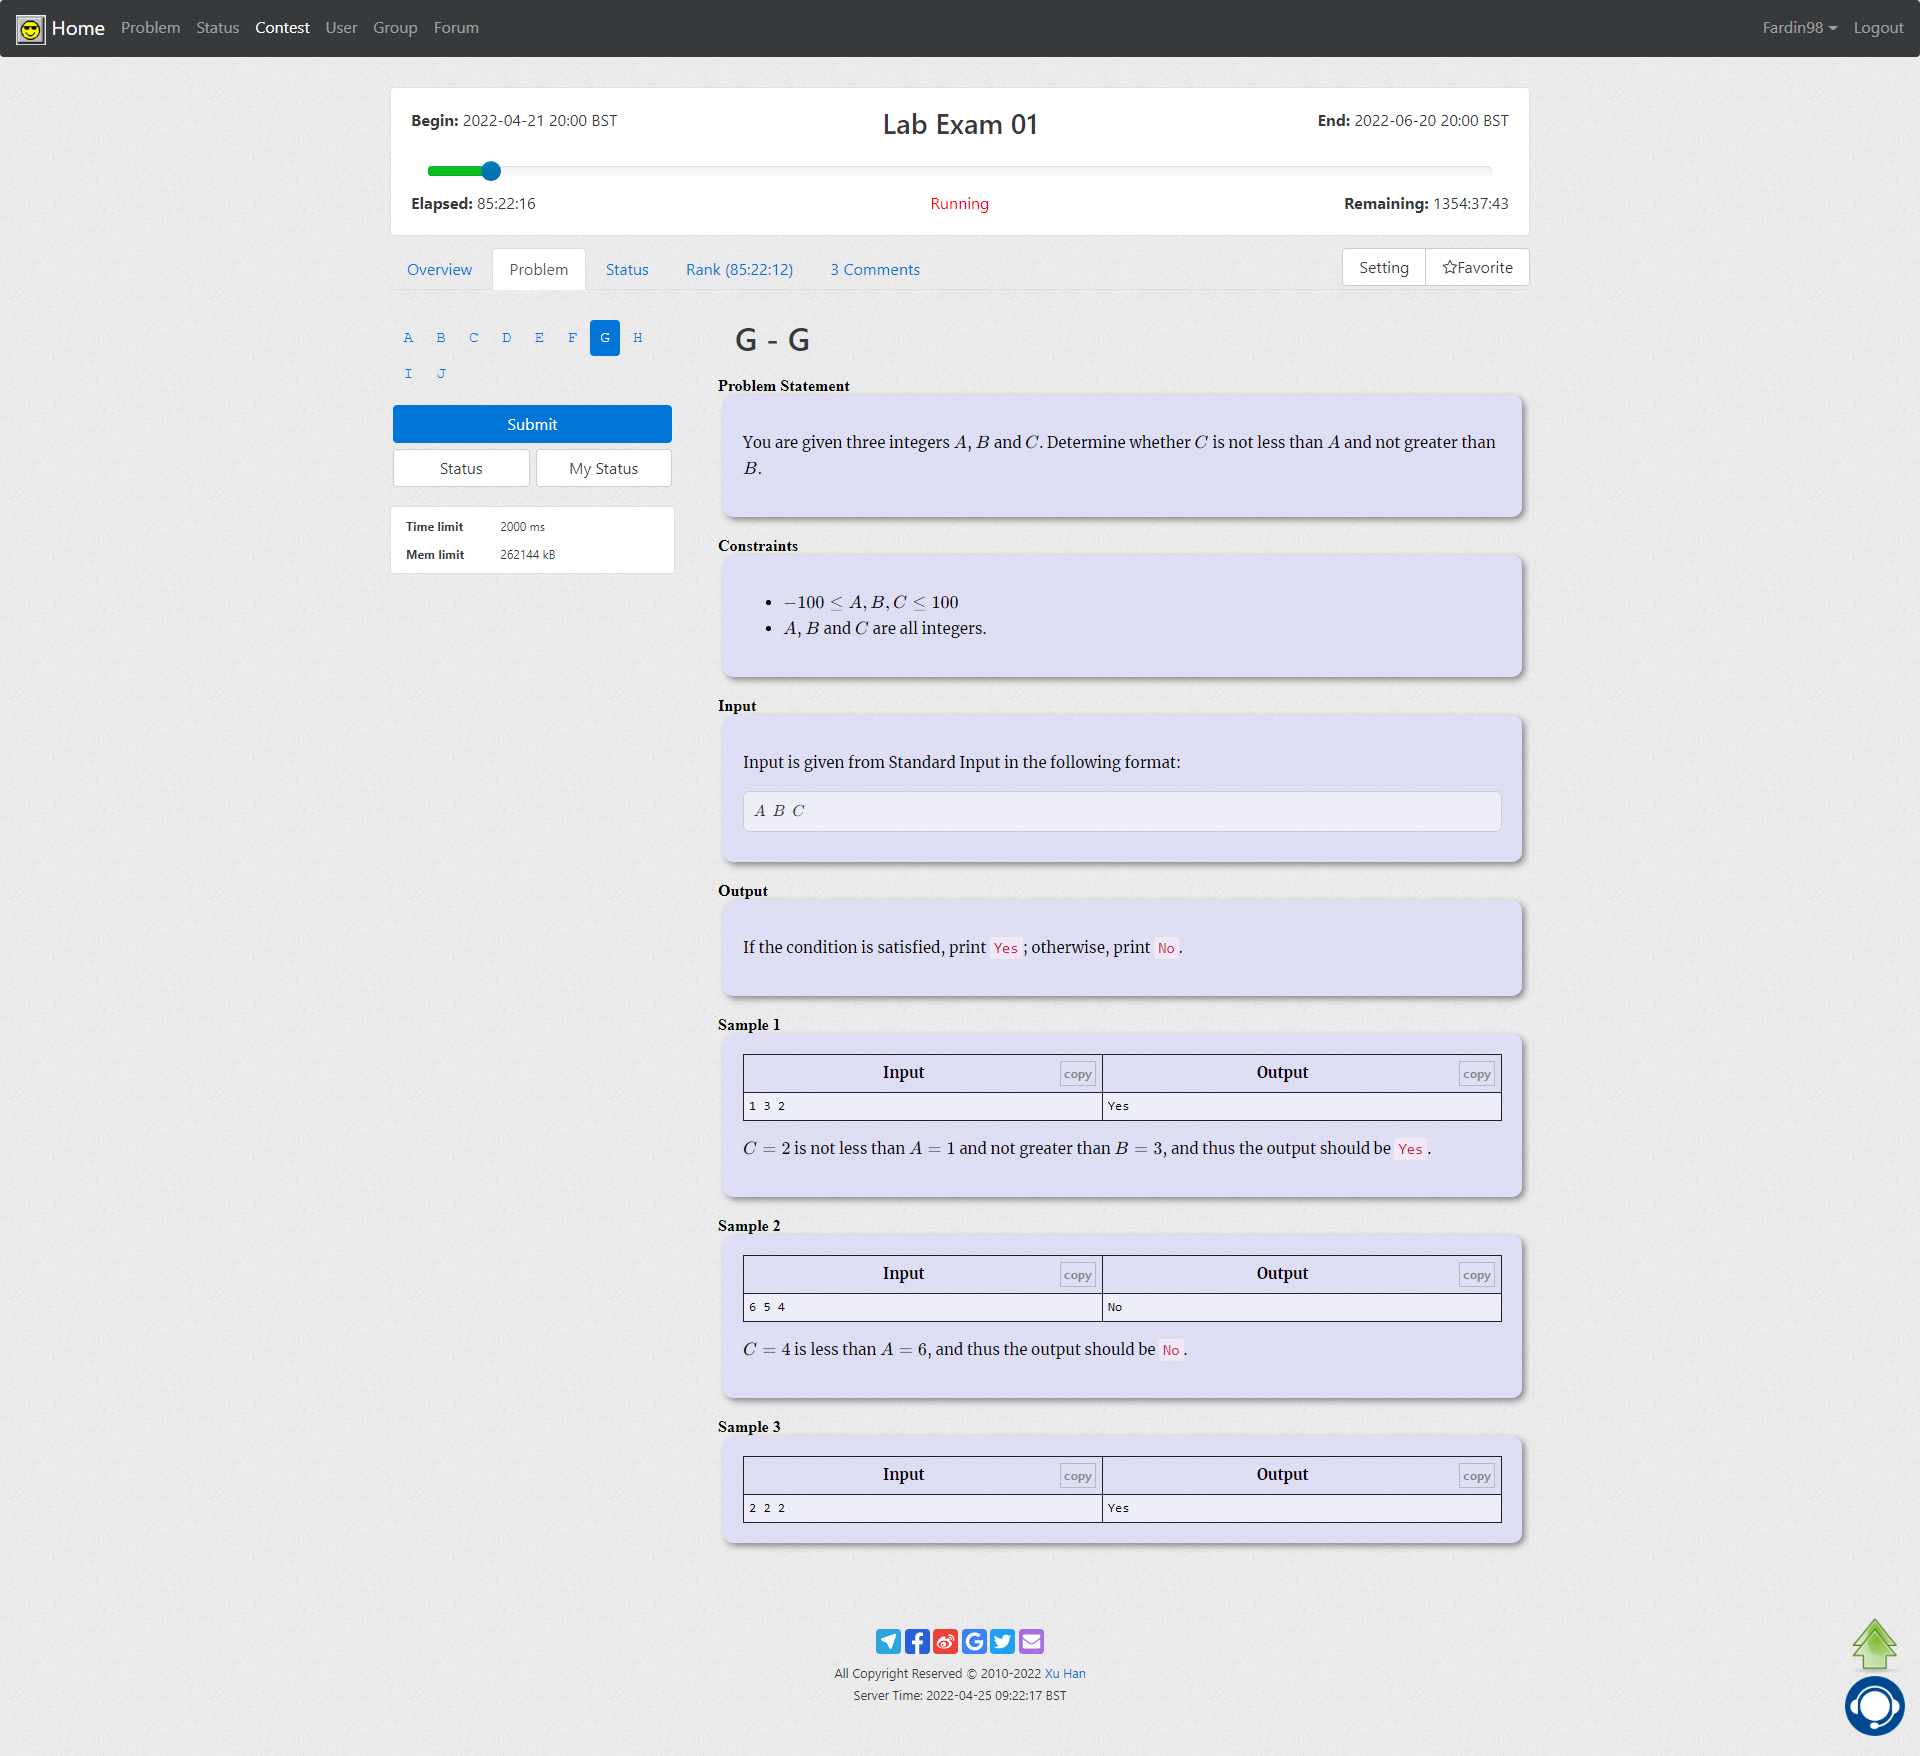 Home Problem Status Contest User Group Forum Fardin98 Logout
Begin: 2022-04-21 20:00 BST
Lab Exam 01
End: 2022-06-20 20:00 BST
Elapsed: 85:22:16
Running
Remaining: 1354:37:43
Overview Problem Status Rank (85:22:12) 3 Comments
Setting Favorite
A B C D E F G H
I J
Submit
Status My Status
Time limit 2000 ms
Mem limit 262144 kB
G - G
Problem Statement
You are given three integers A, B and C. Determine whether C is not less than A and not greater than
B.
Constraints
• −100 ≤ A, B, C ≤ 100
• A, B and C are all integers.
Input
Input is given from Standard Input in the following format:
A B C
Output
If the condition is satisfied, print Yes; otherwise, print No.
Sample 1
Input copy Output copy
1 3 2 Yes
C = 2 is not less than A = 1 and not greater than B = 3, and thus the output should be Yes.
Sample 2
Input copy Output copy
6 5 4 No
C = 4 is less than A = 6, and thus the output should be No.
Sample 3
Input copy Output copy
2 2 2 Yes
All Copyright Reserved © 2010-2022 Xu Han
Server Time: 2022-04-25 09:22:17 BST